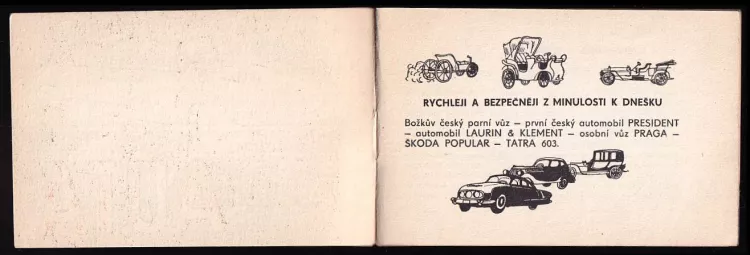 RYCHLEJI A BEZPEČNĚJI Z MINULOSTI K DNEŠKU
Božkův český parní vůz – první český automobil PRESIDENT
– automobil LAURIN & KLEMENT – osobní vůz PRAGA –
ŠKODA POPULAR – TATRA 603.